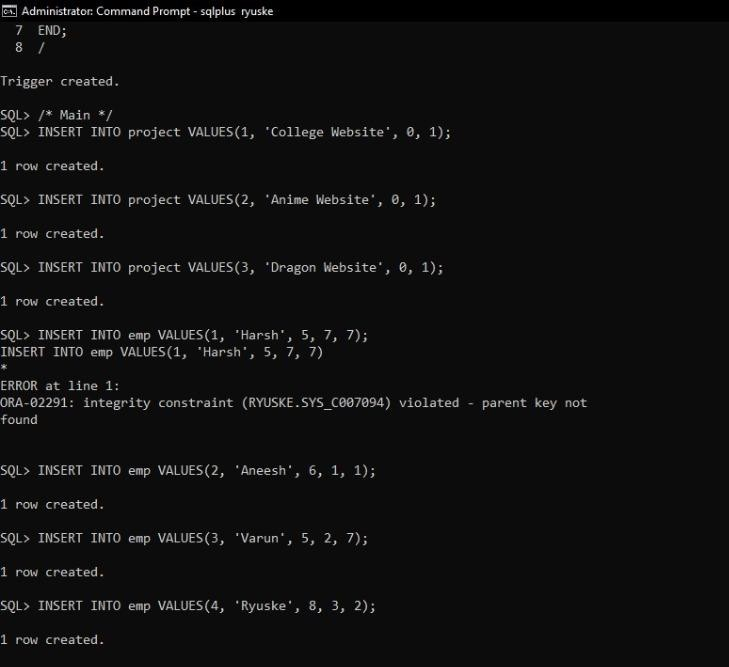 Administrator: Command Prompt - sqlplus ryuske
7 END;
8 /
Trigger created.
SQL> /* Main */
SQL> INSERT INTO project VALUES(1, 'College Website', 0, 1);
1 row created.
SQL> INSERT INTO project VALUES(2, 'Anime Website', 0, 1);
1 row created.
SQL> INSERT INTO project VALUES(3, 'Dragon Website', 0, 1);
1 row created.
SQL> INSERT INTO emp VALUES(1, 'Harsh', 5, 7, 7);
INSERT INTO emp VALUES(1, 'Harsh', 5, 7, 7)
*
ERROR at line 1:
ORA-02291: integrity constraint (RYUSKE.SYS_C007094) violated - parent key not
found
SQL> INSERT INTO emp VALUES(2, 'Aneesh', 6, 1, 1);
1 row created.
SQL> INSERT INTO emp VALUES(3, 'Varun', 5, 2, 7);
1 row created.
SQL> INSERT INTO emp VALUES(4, 'Ryuske', 8, 3, 2);
1 row created.